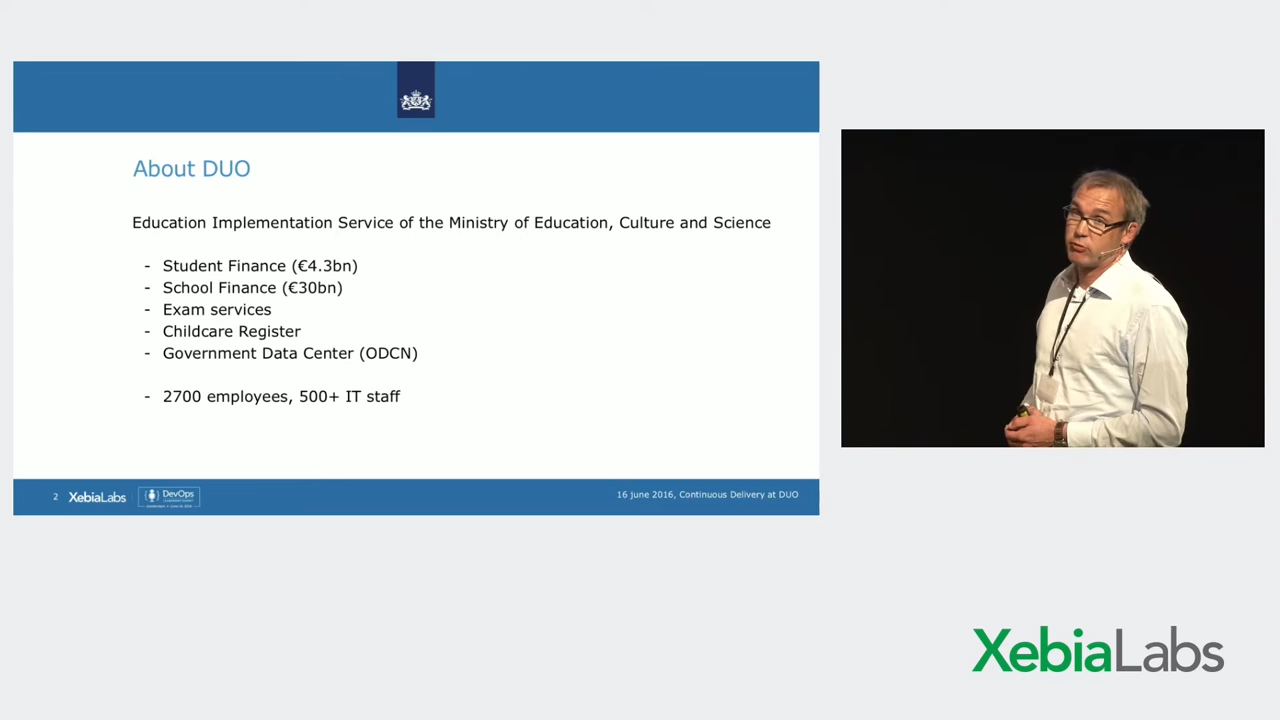 About DUO
Education Implementation Service of the Ministry of Education, Culture and Science
- Student Finance (€4.3bn)
- School Finance (€30bn)
- Exam services
- Childcare Register
- Government Data Center (ODCN)
- 2700 employees, 500+ IT staff
2 XebiaLabs DevOps
16 june 2016, Continuous Delivery at DUO
XebiaLabs